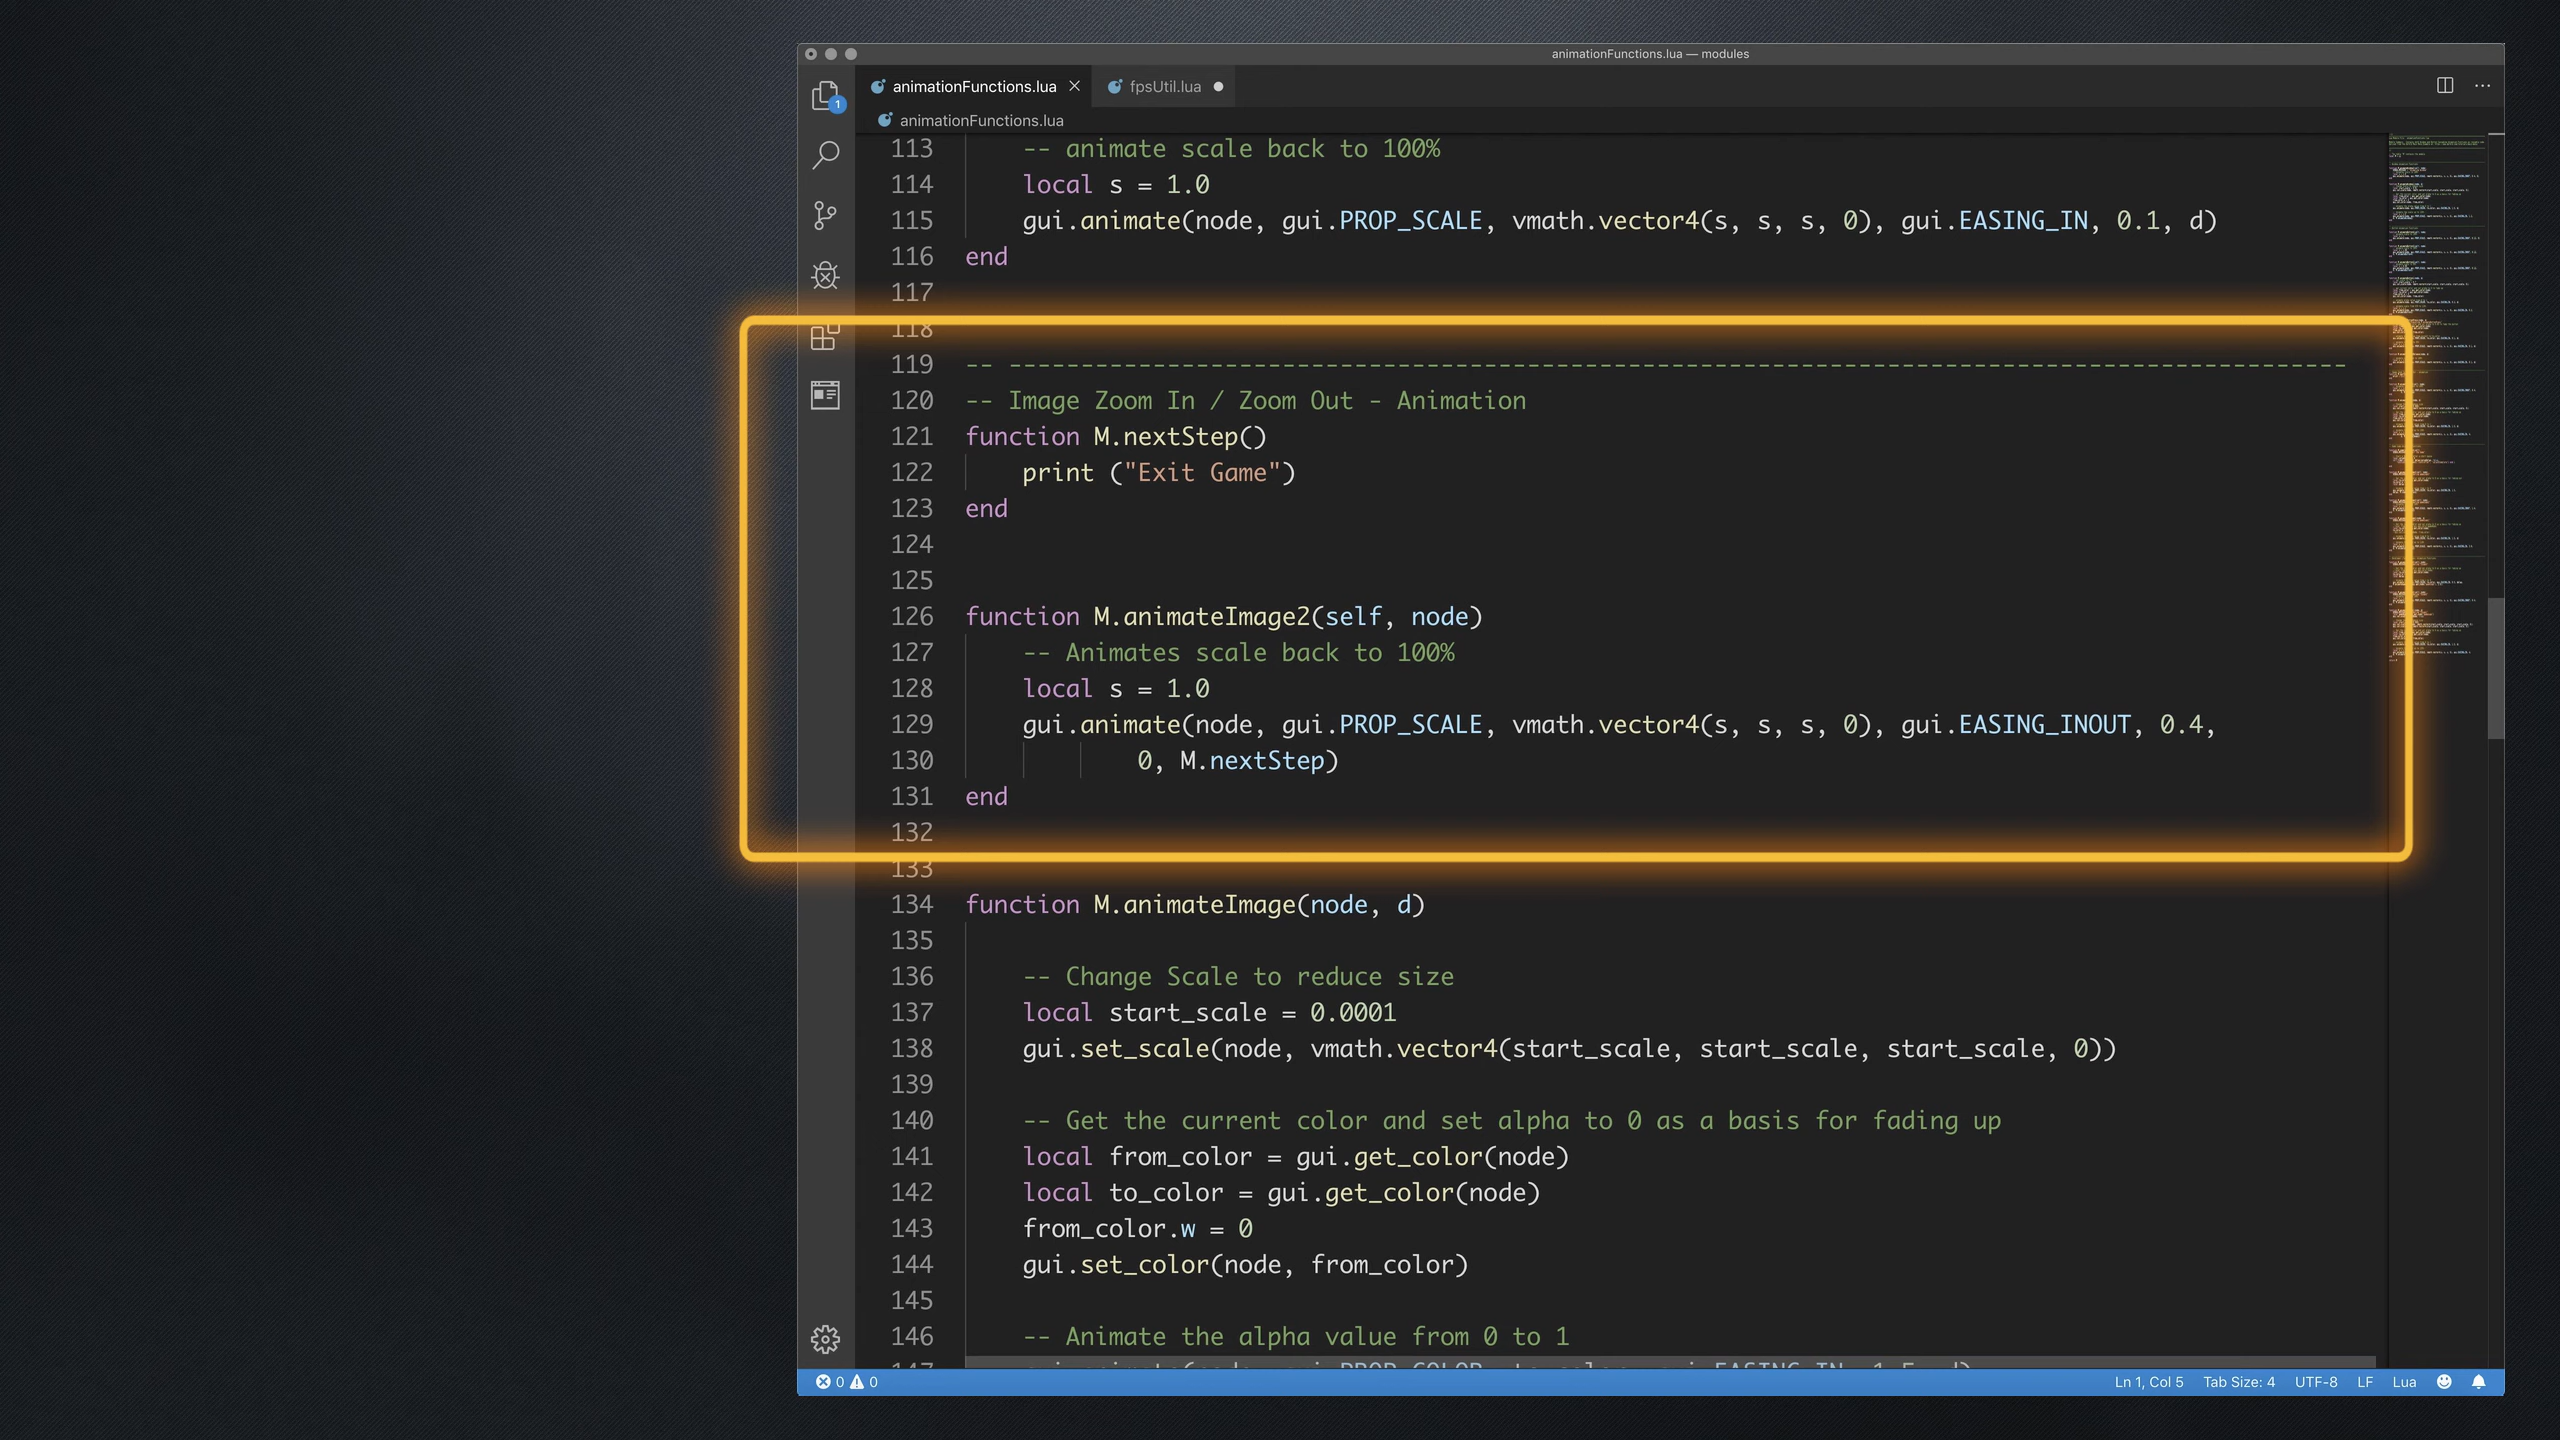 animationFunctions.lua — modules
1
animationFunctions.lua
fpsUtil.lua
animationFunctions.lua
113 -- animate scale back to 100%
114 local s = 1.0
115 gui.animate(node, gui.PROP_SCALE, vmath.vector4(s, s, s, 0), gui.EASING_IN, 0.1, d)
116 end
117
118
119 -- ---------------------------------------------------------------------------------------------
120 -- Image Zoom In / Zoom Out - Animation
121 function M.nextStep()
122 print ("Exit Game")
123 end
124
125
126 function M.animateImage2(self, node)
127 -- Animates scale back to 100%
128 local s = 1.0
129 gui.animate(node, gui.PROP_SCALE, vmath.vector4(s, s, s, 0), gui.EASING_INOUT, 0.4,
130 0, M.nextStep)
131 end
132
133
134 function M.animateImage(node, d)
135
136 -- Change Scale to reduce size
137 local start_scale = 0.0001
138 gui.set_scale(node, vmath.vector4(start_scale, start_scale, start_scale, 0))
139
140 -- Get the current color and set alpha to 0 as a basis for fading up
141 local from_color = gui.get_color(node)
142 local to_color = gui.get_color(node)
143 from_color.w = 0
144 gui.set_color(node, from_color)
145
146 -- Animate the alpha value from 0 to 1
0 0 Ln 1, Col 5 Tab Size: 4 UTF-8 LF Lua